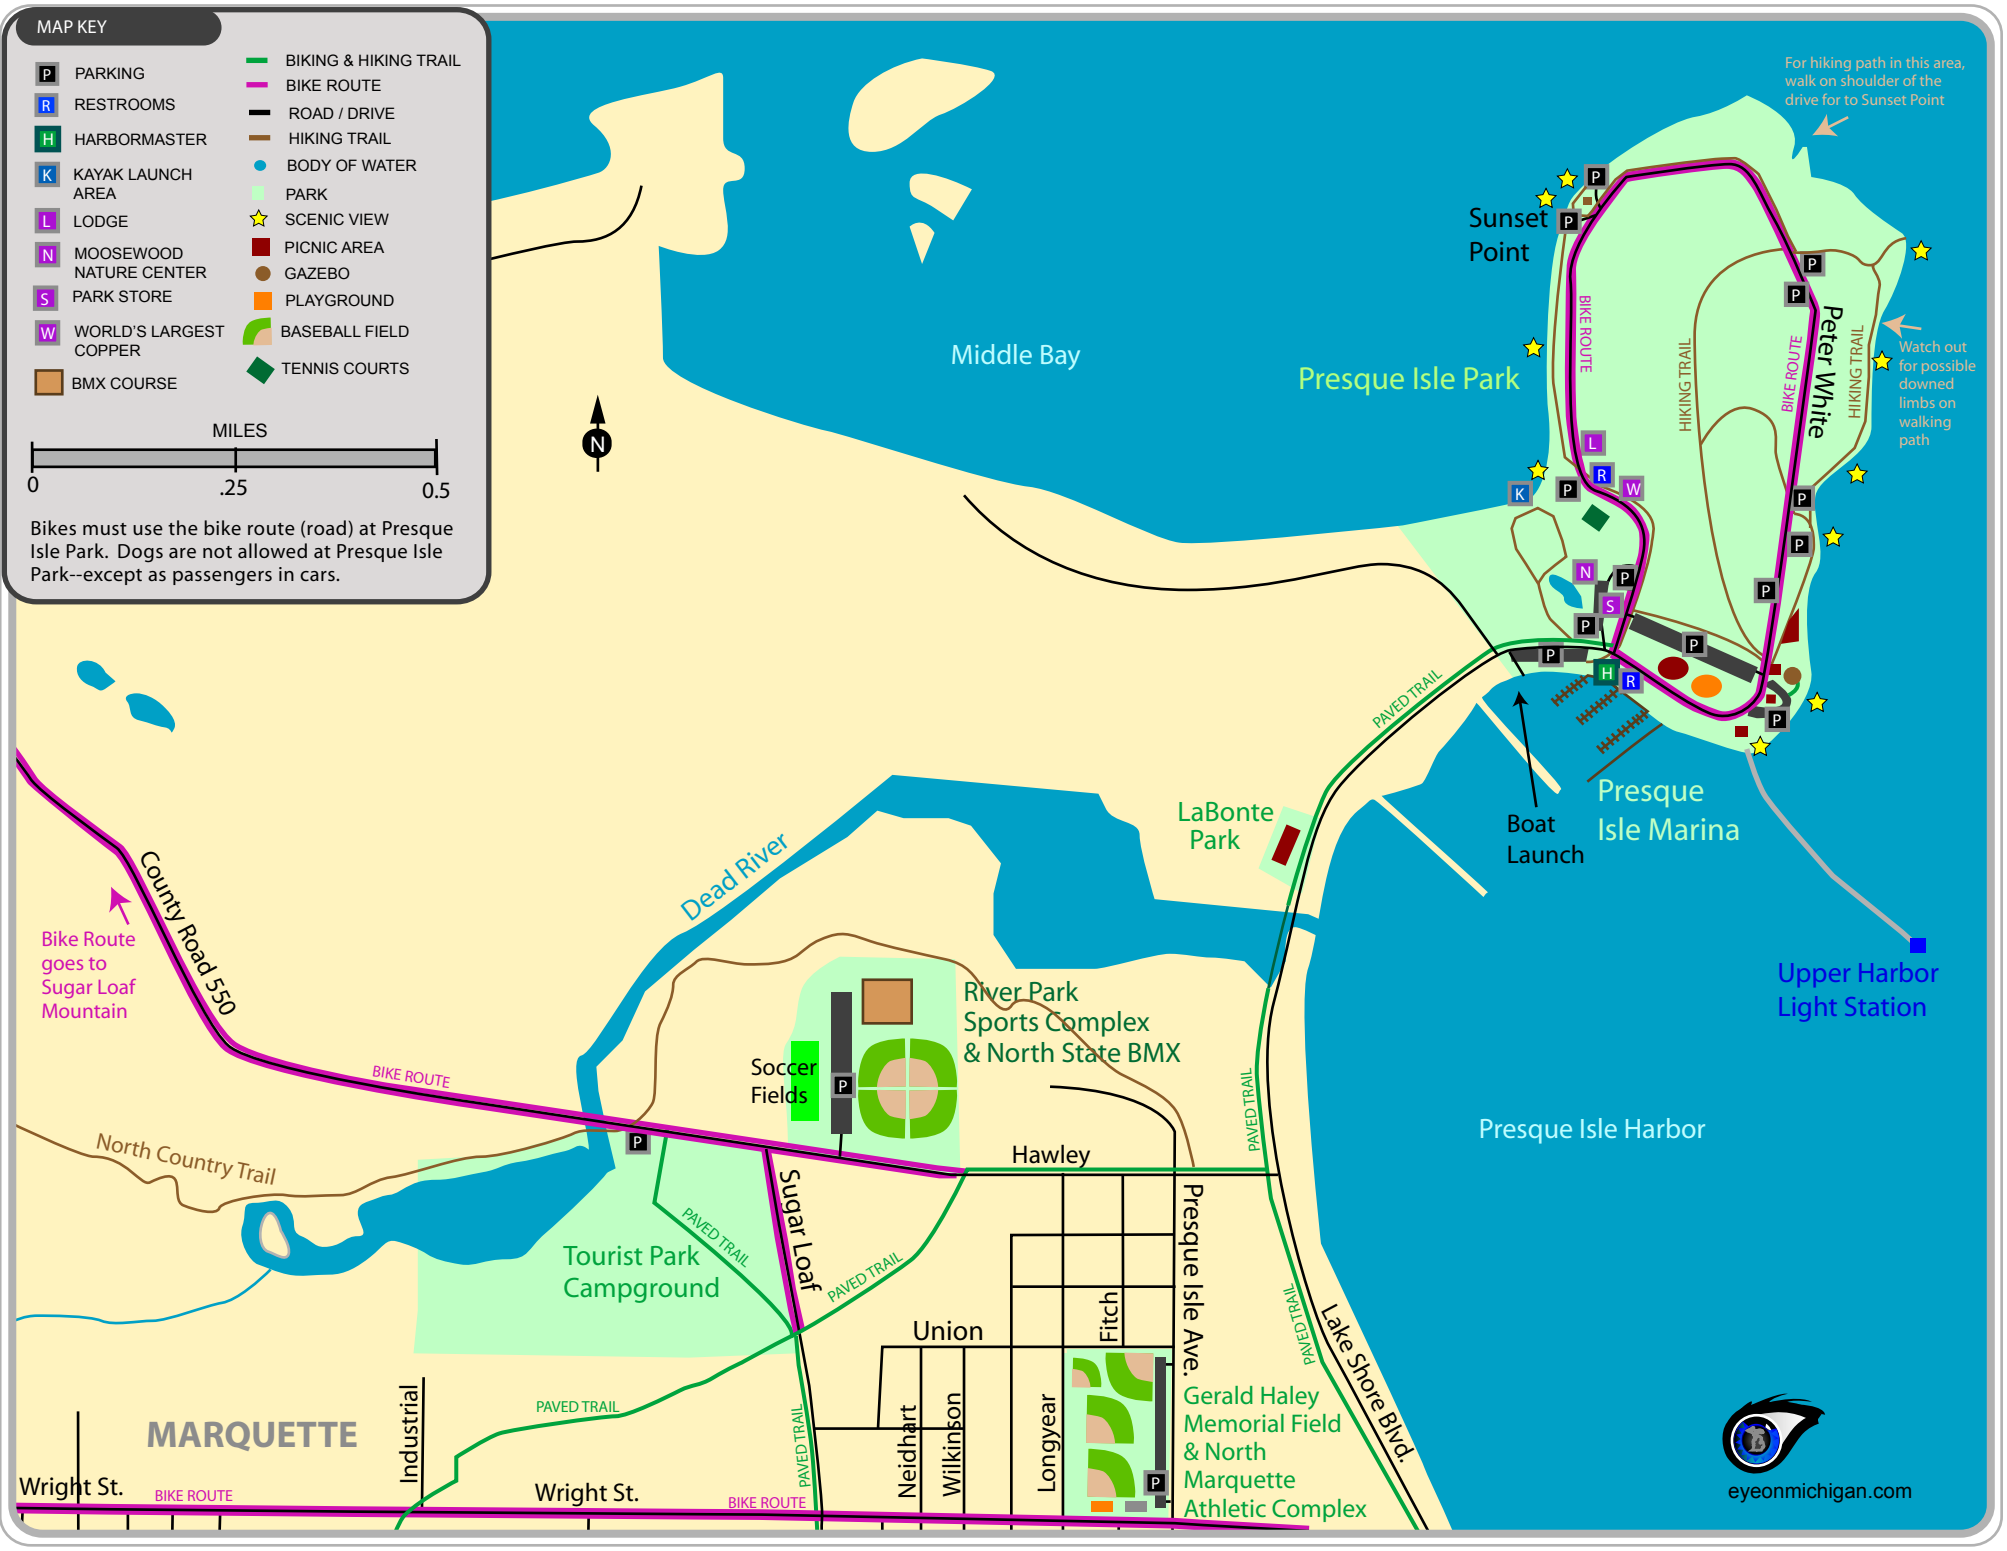 MAP KEY
P PARKING
R RESTROOMS
H HARBORMASTER
K KAYAK LAUNCH
AREA
L LODGE
N MOOSEWOOD
NATURE CENTER
S PARK STORE
W WORLD'S LARGEST
COPPER
BMX COURSE
BIKING & HIKING TRAIL
BIKE ROUTE
ROAD / DRIVE
HIKING TRAIL
BODY OF WATER
PARK
SCENIC VIEW
PICNIC AREA
GAZEBO
PLAYGROUND
BASEBALL FIELD
TENNIS COURTS
MILES
0 .25 0.5
Bikes must use the bike route (road) at Presque
Isle Park. Dogs are not allowed at Presque Isle
Park--except as passengers in cars.
N
For hiking path in this area,
walk on shoulder of the
drive for to Sunset Point
P
P
Sunset
Point
P
P
BIKE ROUTE
HIKING TRAIL
BIKE ROUTE
Peter White
HIKING TRAIL
Watch out
for possible
downed
limbs on
walking
path
Middle Bay
Presque Isle Park
L
R
W
K
P
P
P
N
P
S
P
P
P
P
H
R
P
PAVED TRAIL
Presque
Isle Marina
Boat
Launch
LaBonte
Park
Dead River
County Road 550
Bike Route
goes to
Sugar Loaf
Mountain
Upper Harbor
Light Station
River Park
Sports Complex
& North State BMX
Soccer
Fields
P
BIKE ROUTE
PAVED TRAIL
P
North Country Trail
Hawley
Presque Isle Harbor
Sugar Loaf
PAVED TRAIL
PAVED TRAIL
Tourist Park
Campground
Presque Isle Ave.
Fitch
Union
PAVED TRAIL
Lake Shore Blvd.
MARQUETTE
Industrial
PAVED TRAIL
PAVED TRAIL
Neidhart
Wilkinson
Longyear
P
Gerald Haley
Memorial Field
& North
Marquette
Athletic Complex
Wright St.
BIKE ROUTE
Wright St.
BIKE ROUTE
eyeonmichigan.com